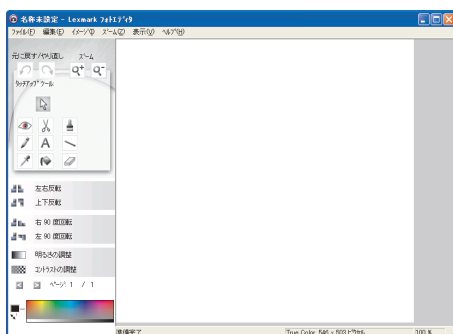 名称未設定 - Lexmark ﾌｫﾄｴﾃﾞｨﾀ
ﾌｧｲﾙ(F) 編集(E) ｲﾒｰｼﾞ(I) ｽﾞｰﾑ(Z) 表示(V) ﾍﾙﾌﾟ(H)
元に戻す/やり直し ｽﾞｰﾑ
ﾀｯﾁｱｯﾌﾟ ﾂｰﾙ
A
左右反転
上下反転
右 90 度回転
左 90 度回転
明るさの調整
ｺﾝﾄﾗｽﾄの調整
ﾍﾟｰｼﾞ: 1 / 1
準備完了 True Color 546 x 503 ﾋﾟｸｾﾙ 100 %